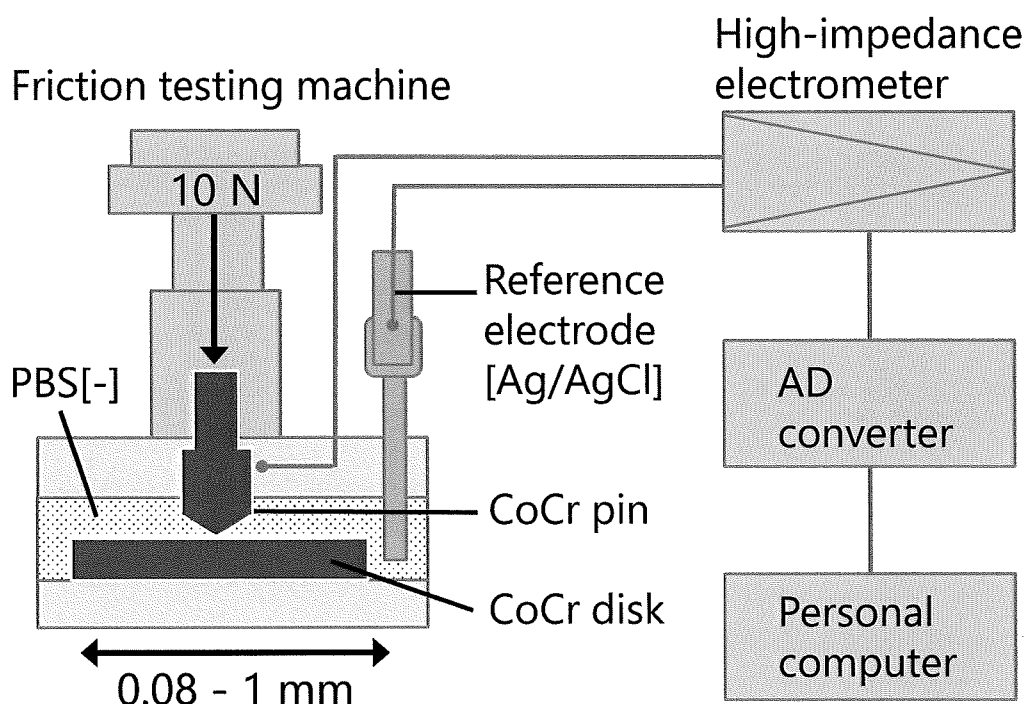 High-impedance
electrometer
Friction testing machine
10 N
Reference
electrode
[Ag/AgCl]
PBS[-]
AD
converter
CoCr pin
CoCr disk
Personal
computer
0.08 - 1 mm